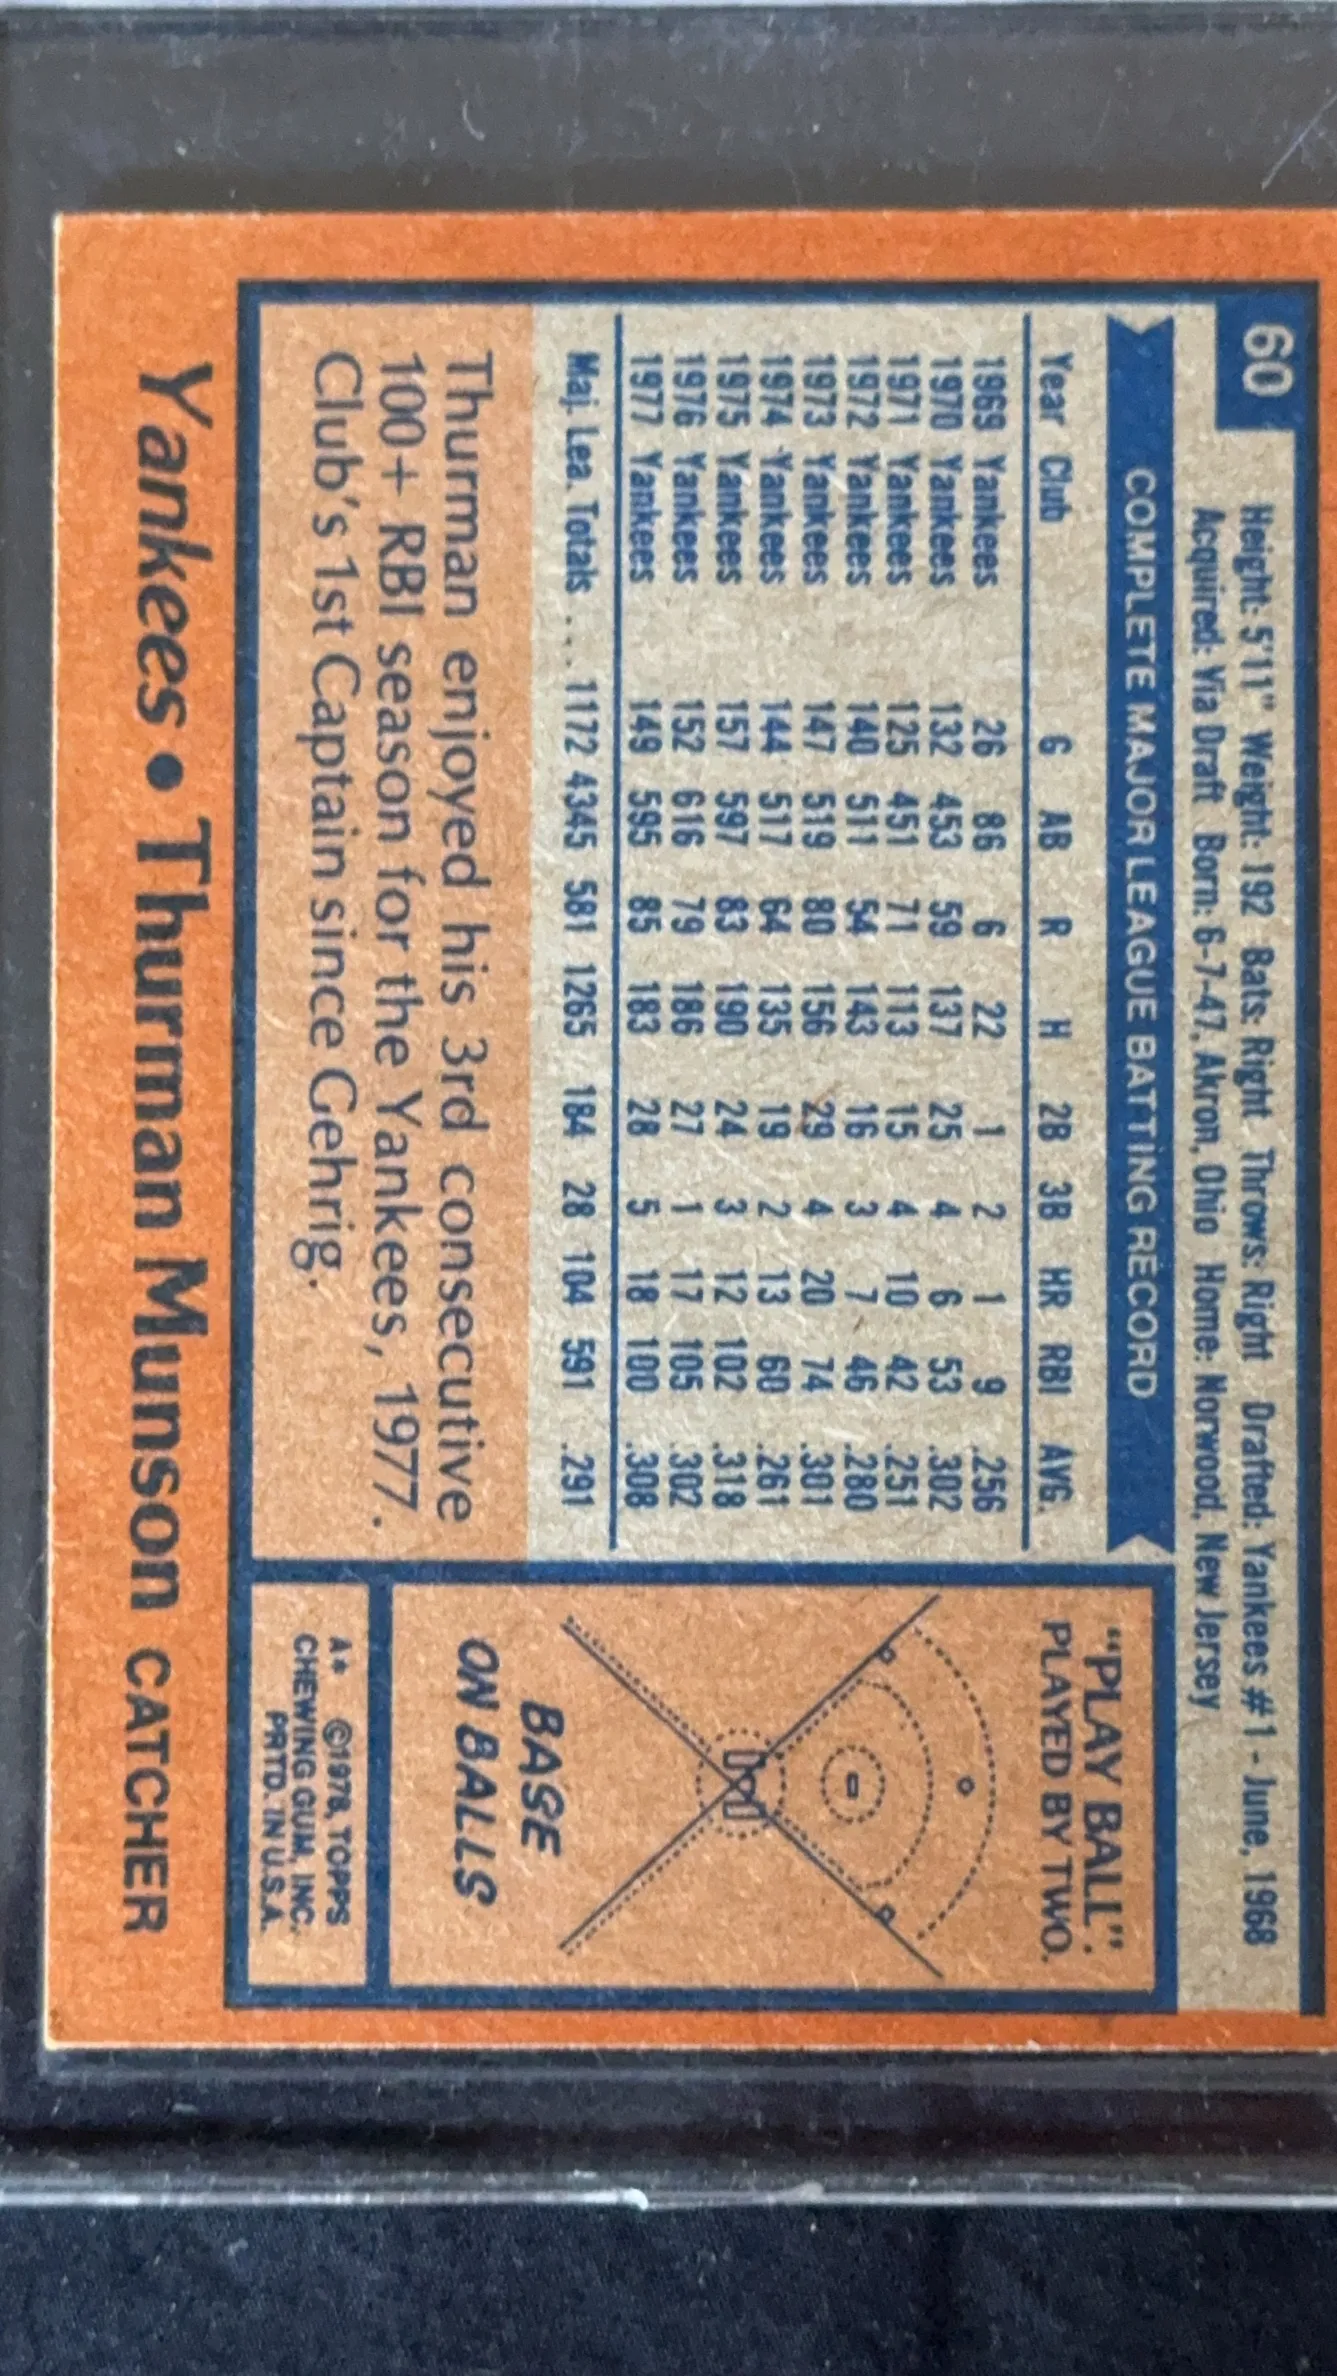 60
Height: 5'11" Weight: 192 Bats: Right Throws: Right Drafted: Yankees #1 - June, 1968
Acquired: Via Draft Born: 6-7-47, Akron, Ohio Home: Norwood, New Jersey
COMPLETE MAJOR LEAGUE BATTING RECORD
Year Club G AB R H 2B 3B HR RBI AVG.
1969 Yankees 26 86 6 22 1 2 1 9 .256
1970 Yankees 132 453 59 137 25 4 6 53 .302
1971 Yankees 125 451 71 113 15 4 10 42 .251
1972 Yankees 140 511 54 143 16 3 7 46 .280
1973 Yankees 147 519 80 156 29 4 20 74 .301
1974 Yankees 144 517 64 135 19 2 13 60 .261
1975 Yankees 157 597 83 190 24 3 12 102 .318
1976 Yankees 152 616 79 186 27 1 17 105 .302
1977 Yankees 149 595 85 183 28 5 18 100 .308
Maj. Lea. Totals ... 1172 4345 581 1265 184 28 104 591 .291
Thurman enjoyed his 3rd consecutive
100+ RBI season for the Yankees, 1977.
Club's 1st Captain since Gehrig.
"PLAY BALL":
PLAYED BY TWO.
BASE
ON BALLS
A* ©1978, TOPPS
CHEWING GUM, INC.
PRTD. IN U.S.A.
Yankees • Thurman Munson CATCHER